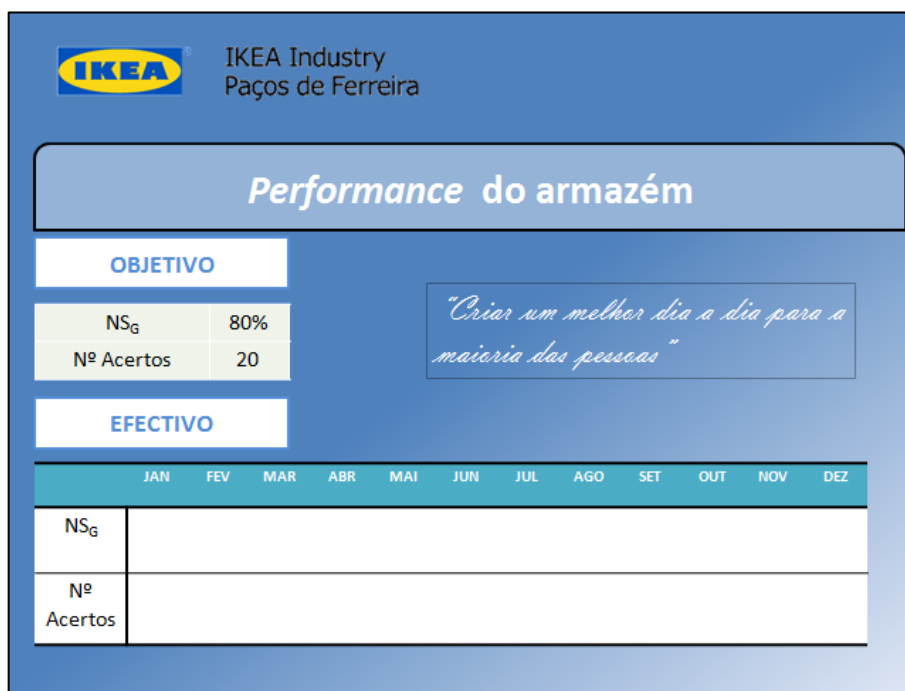 IKEA
®
IKEA Industry
Paços de Ferreira
Performance do armazém
OBJETIVO
NSG 80%
Nº Acertos 20
"Criar um melhor dia a dia para a
maioria das pessoas"
EFECTIVO
JAN FEV MAR ABR MAI JUN JUL AGO SET OUT NOV DEZ
NSG
Nº
Acertos